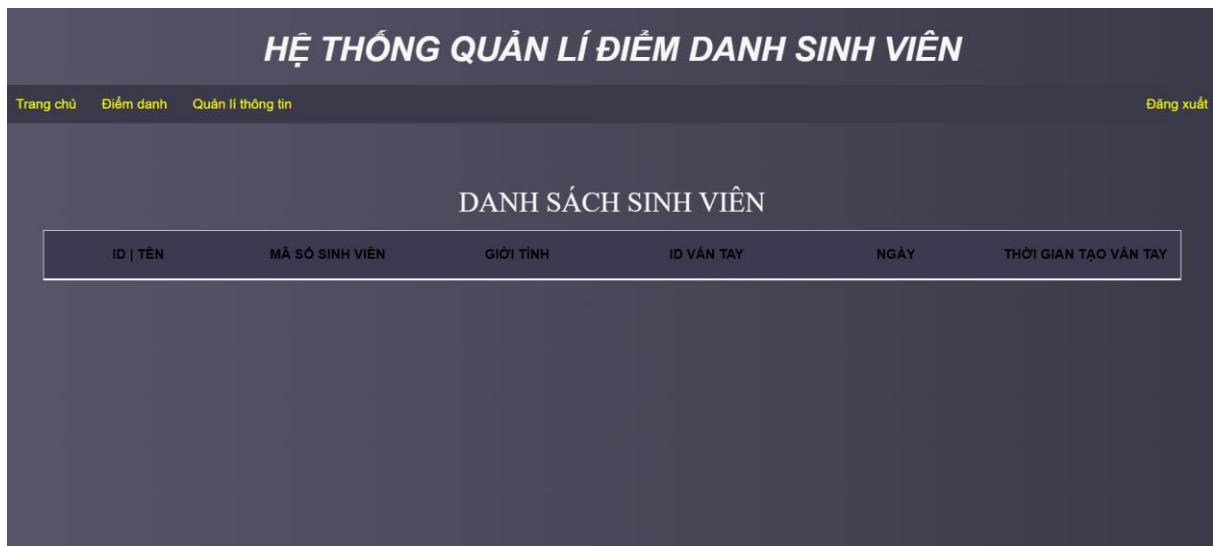 HỆ THỐNG QUẢN LÍ ĐIỂM DANH SINH VIÊN
Trang chủ Điểm danh Quản lí thông tin Đăng xuất
DANH SÁCH SINH VIÊN
ID | TÊN MÃ SỐ SINH VIÊN GIỚI TÍNH ID VÂN TAY NGÀY THỜI GIAN TẠO VÂN TAY